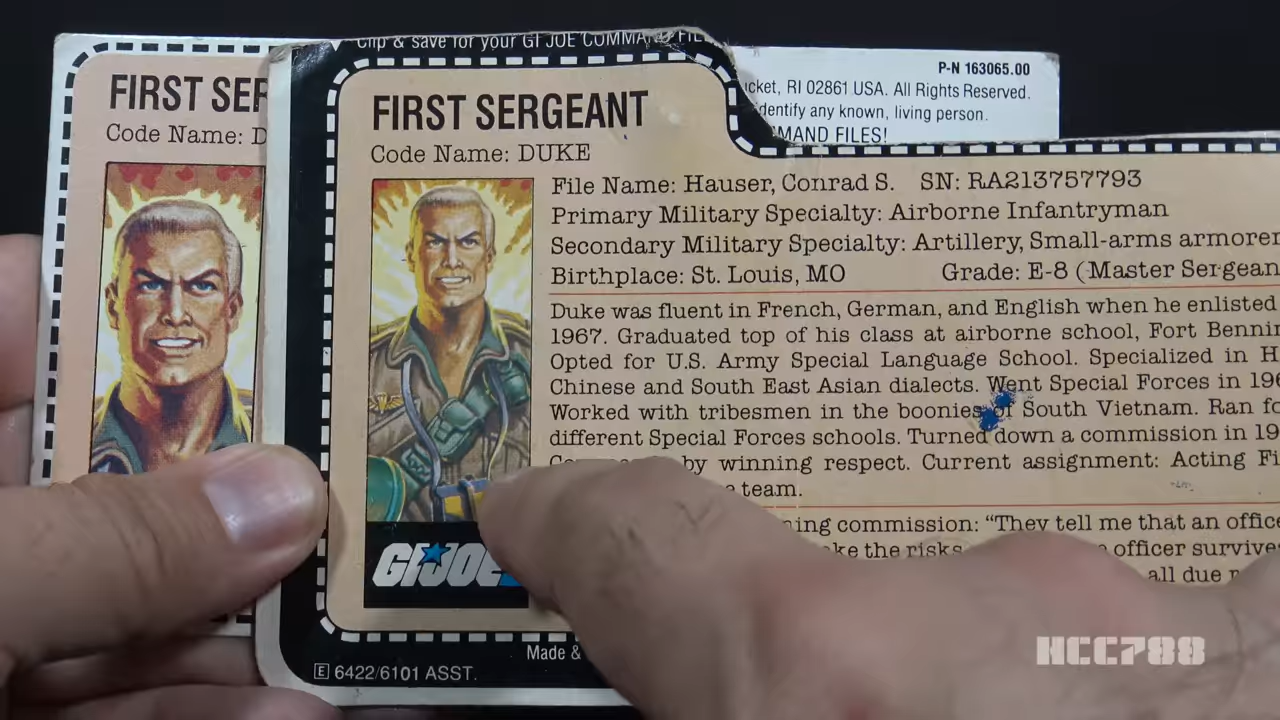 Clip & save for your GI JOE COMMAND FIL
P-N 163065.00
cket, RI 02861 USA. All Rights Reserved.
identify any known, living person.
MAND FILES!
FIRST SER
Code Name: D
FIRST SERGEANT
Code Name: DUKE
File Name: Hauser, Conrad S. SN: RA213757793
Primary Military Specialty: Airborne Infantryman
Secondary Military Specialty: Artillery, Small-arms armorer
Birthplace: St. Louis, MO Grade: E-8 (Master Sergean
Duke was fluent in French, German, and English when he enlisted
1967. Graduated top of his class at airborne school, Fort Bennin
Opted for U.S. Army Special Language School. Specialized in H
Chinese and South East Asian dialects. Went Special Forces in 196
Worked with tribesmen in the boonies of South Vietnam. Ran fo
different Special Forces schools. Turned down a commission in 19
by winning respect. Current assignment: Acting Fi
team.
ning commission: "They tell me that an office
ke the risks officer survive
all due
GI JOE
Made &
E 6422/6101 ASST.
HCC788